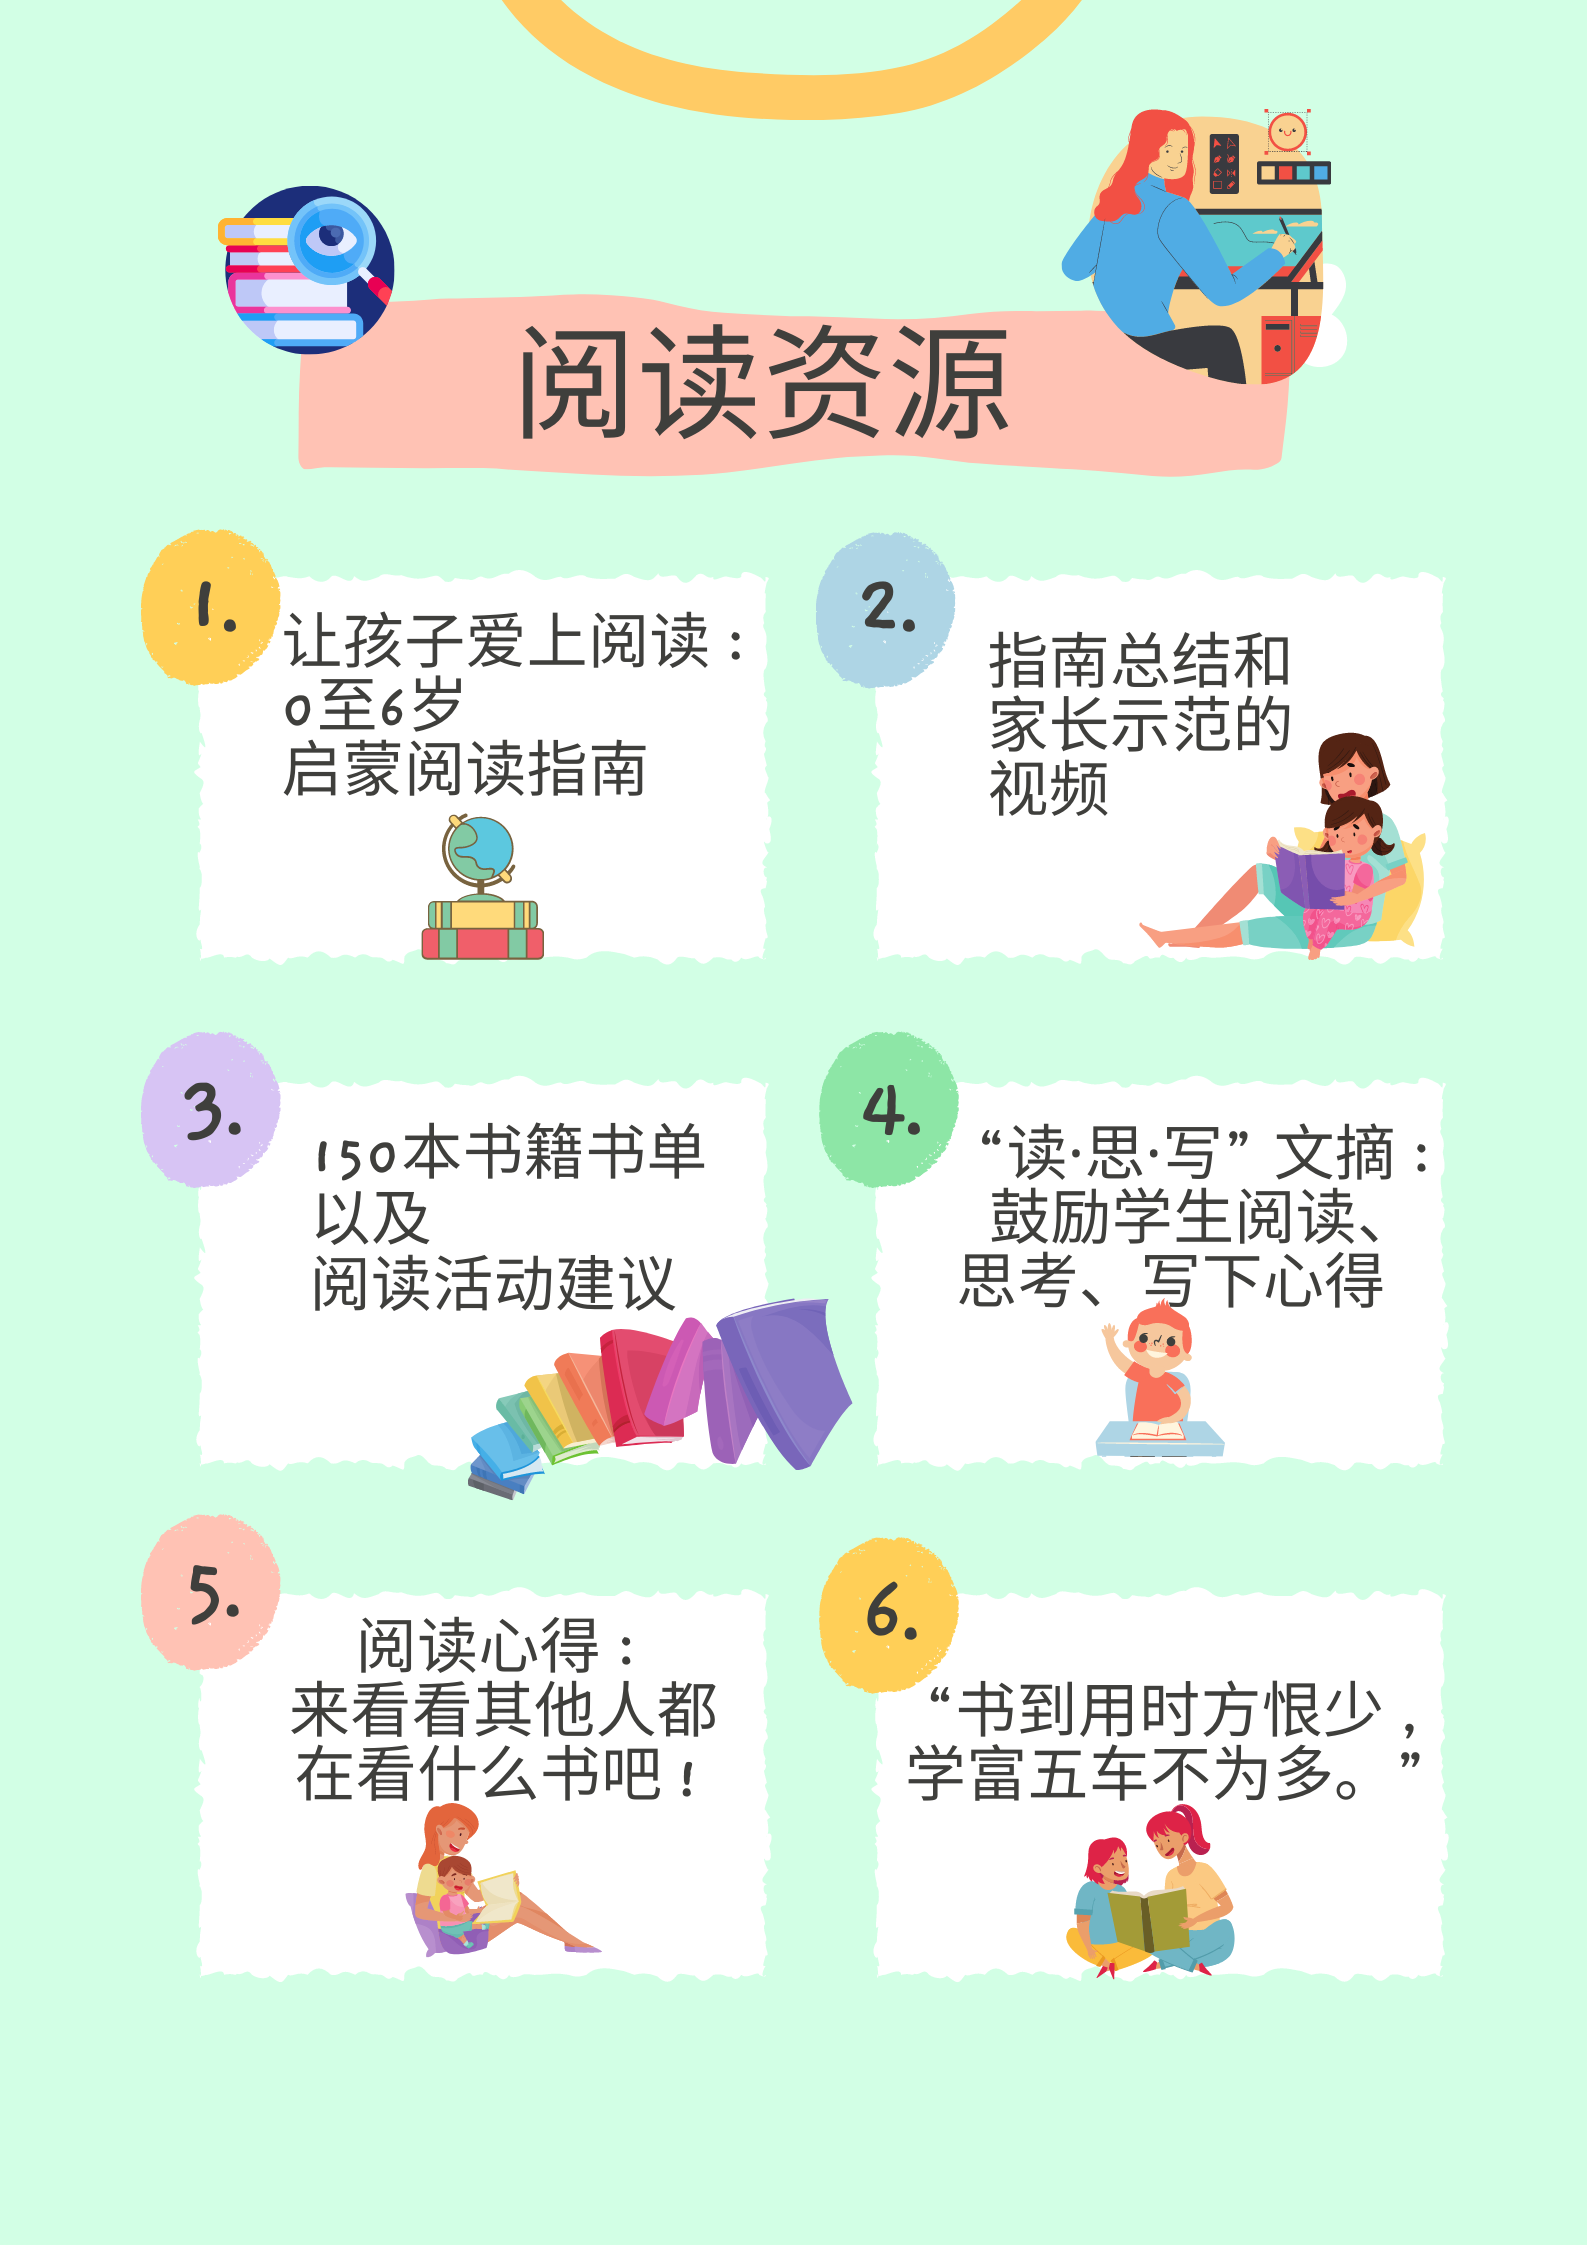 阅读资源
1.
让孩子爱上阅读：
0至6岁
启蒙阅读指南
2.
指南总结和
家长示范的
视频
3.
150本书籍书单
以及
阅读活动建议
4.
“读·思·写”文摘：
鼓励学生阅读、
思考、写下心得
5.
阅读心得：
来看看其他人都
在看什么书吧！
6.
“书到用时方恨少，
学富五车不为多。”